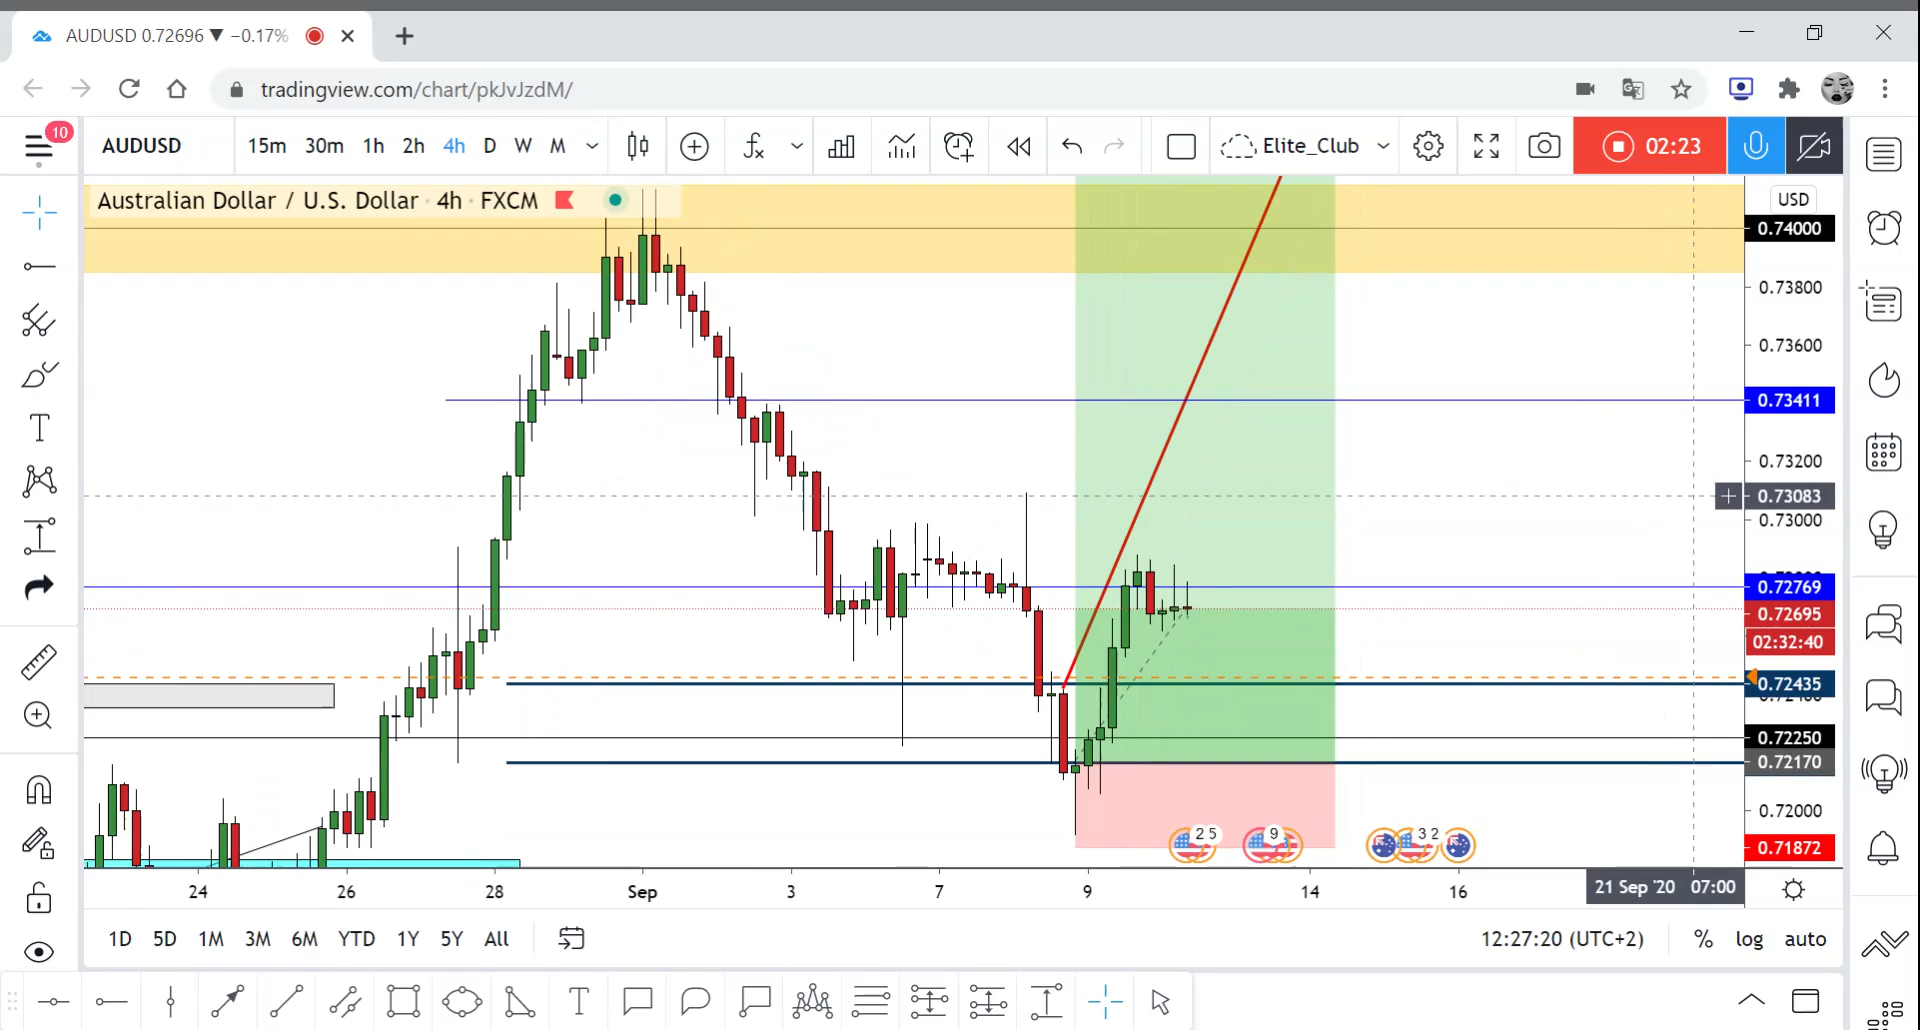 AUDUSD 0.72696 ▼ −0.17%
tradingview.com/chart/pkJvJzdM/
10
AUDUSD 15m 30m 1h 2h 4h D W M Elite_Club 02:23
Australian Dollar / U.S. Dollar · 4h · FXCM
USD
0.74000
0.73800
0.73600
0.73411
0.73200
0.73083
0.73000
0.72769
0.72695
02:32:40
0.72435
0.72250
0.72170
0.72000
0.71872
2 5 9 3 2
24 26 28 Sep 3 7 9 14 16 21 Sep '20 07:00
1D 5D 1M 3M 6M YTD 1Y 5Y All 12:27:20 (UTC+2) % log auto
T
T